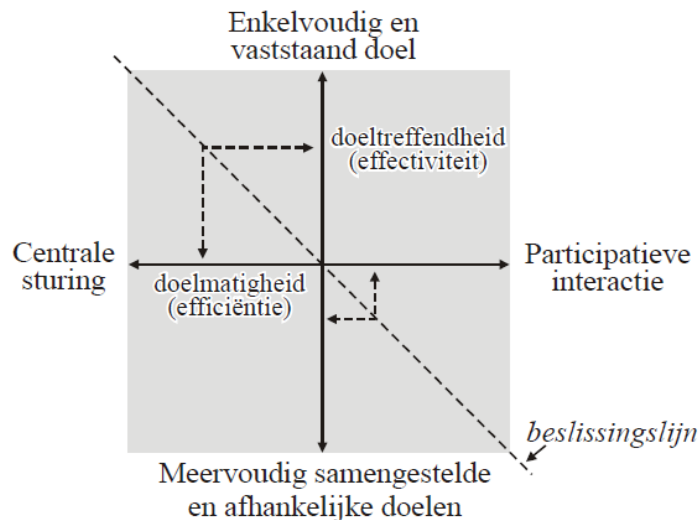 Enkelvoudig en
vaststaand doel
doeltreffendheid
(effectiviteit)
Centrale
sturing
doelmatigheid
(efficiëntie)
Participatieve
interactie
beslissingslijn
Meervoudig samengestelde
en afhankelijke doelen